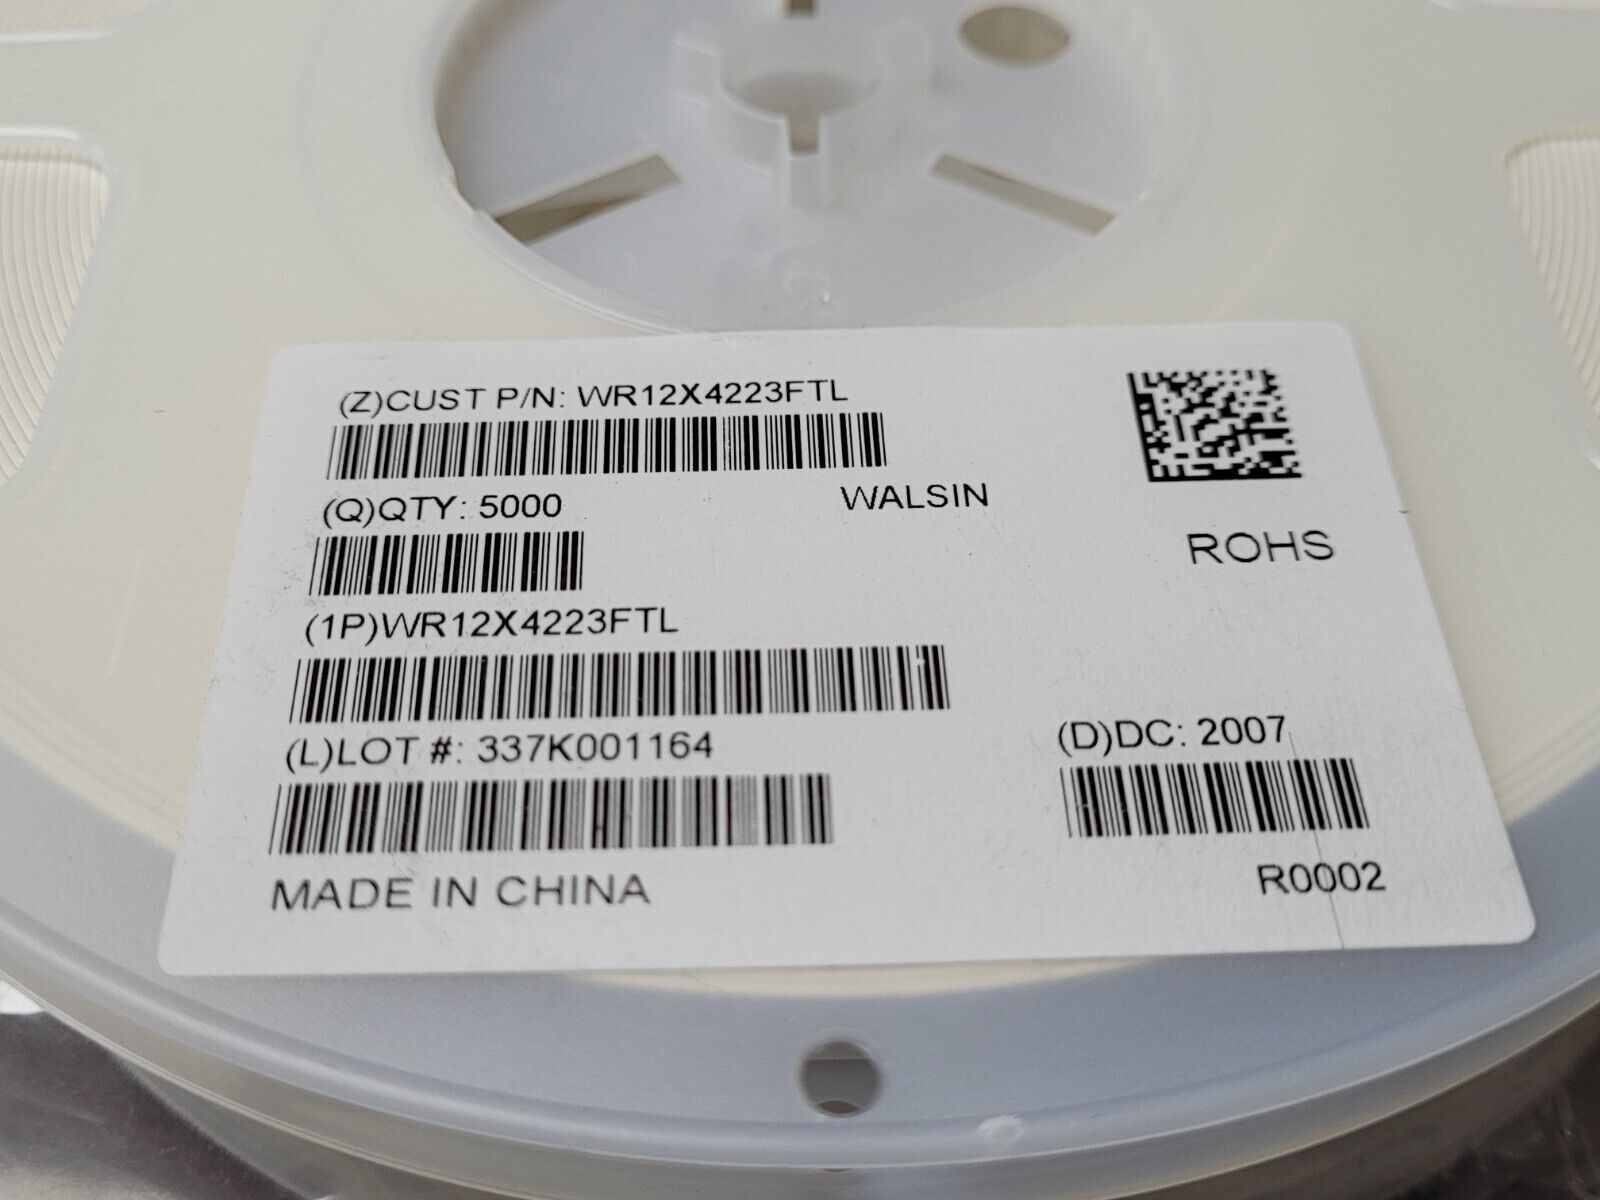 (Z)CUST P/N: WR12X4223FTL
(Q)QTY: 5000
WALSIN
ROHS
(1P)WR12X4223FTL
(L)LOT #: 337K001164
(D)DC: 2007
MADE IN CHINA
R0002